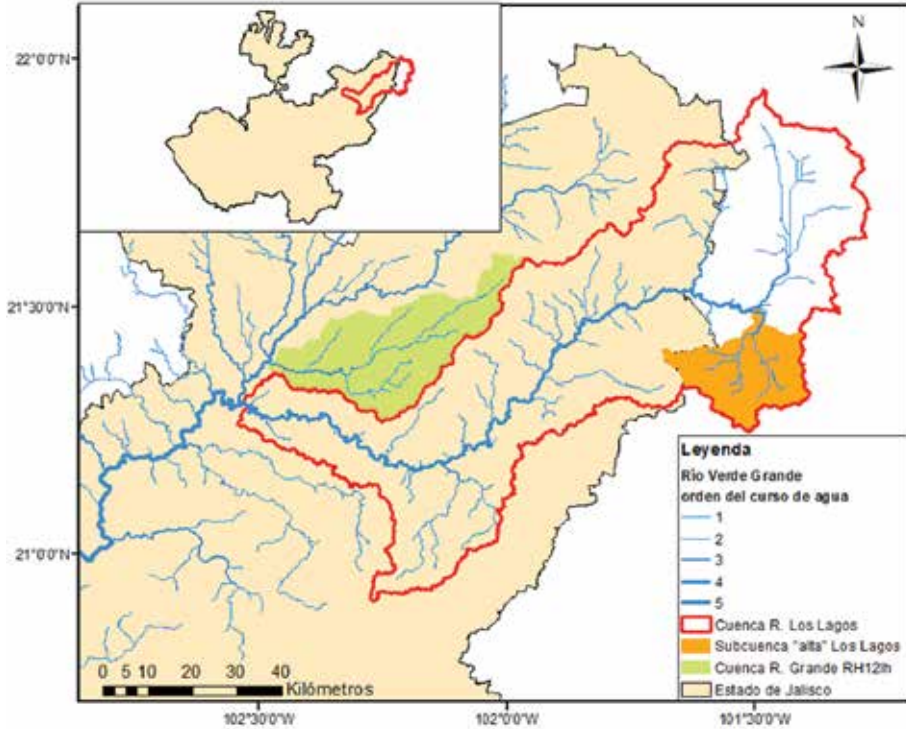 22°0'0"N
21°30'0"N
21°0'0"N
N
Leyenda
Río Verde Grande
orden del curso de agua
1
2
3
4
5
Cuenca R. Los Lagos
Subcuenca "alta" Los Lagos
Cuenca R. Grande RH12Ih
Estado de Jalisco
0 5 10 20 30 40
Kilómetros
102°30'0"W 102°0'0"W 101°30'0"W